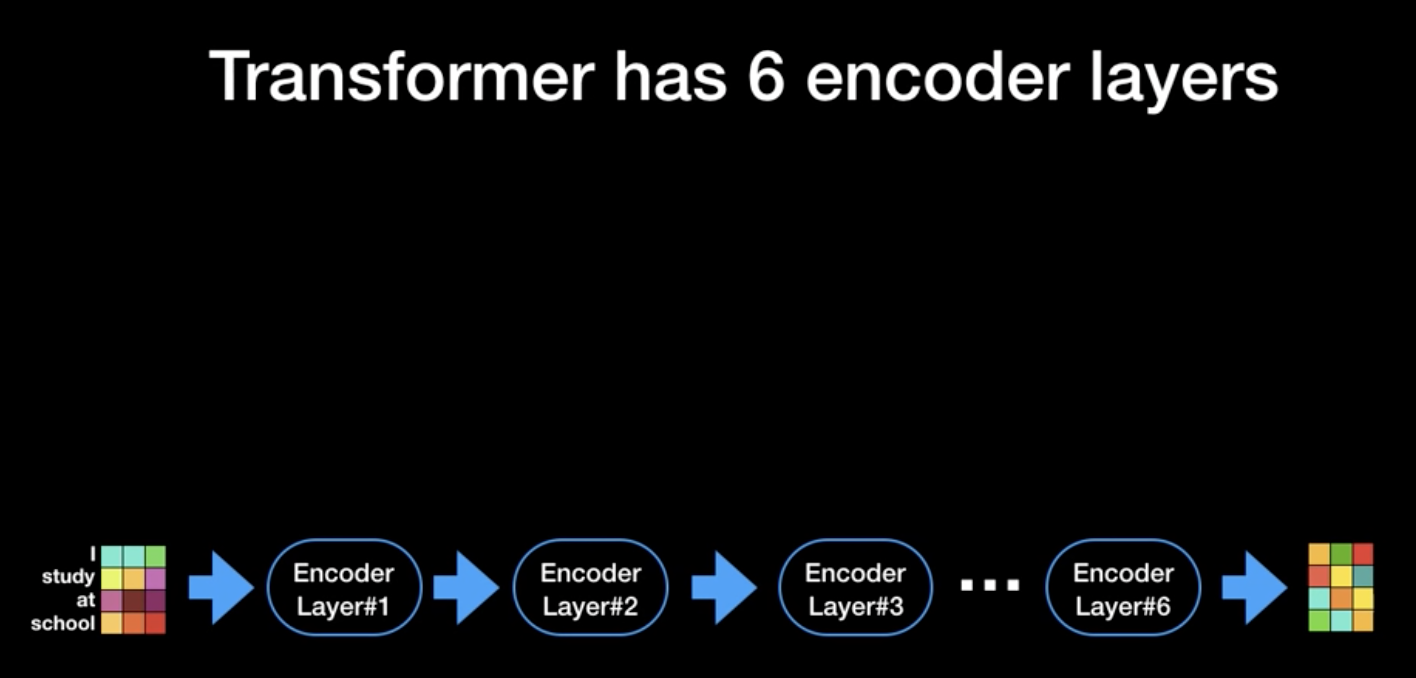 Transformer has 6 encoder layers
I
study
at
school
Encoder
Layer#1
Encoder
Layer#2
Encoder
Layer#3
...
Encoder
Layer#6